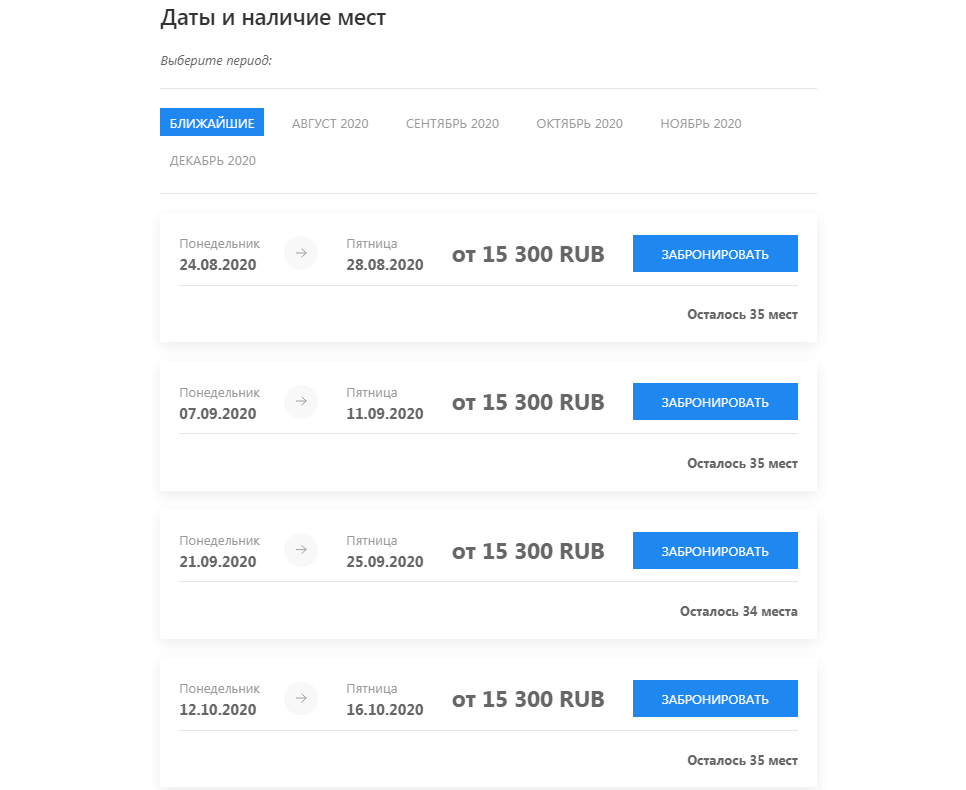 Даты и наличие мест
Выберите период:
БЛИЖАЙШИЕ АВГУСТ 2020 СЕНТЯБРЬ 2020 ОКТЯБРЬ 2020 НОЯБРЬ 2020
ДЕКАБРЬ 2020
Понедельник Пятница
24.08.2020 28.08.2020 от 15 300 RUB ЗАБРОНИРОВАТЬ
Осталось 35 мест
Понедельник Пятница
07.09.2020 11.09.2020 от 15 300 RUB ЗАБРОНИРОВАТЬ
Осталось 35 мест
Понедельник Пятница
21.09.2020 25.09.2020 от 15 300 RUB ЗАБРОНИРОВАТЬ
Осталось 34 места
Понедельник Пятница
12.10.2020 16.10.2020 от 15 300 RUB ЗАБРОНИРОВАТЬ
Осталось 35 мест